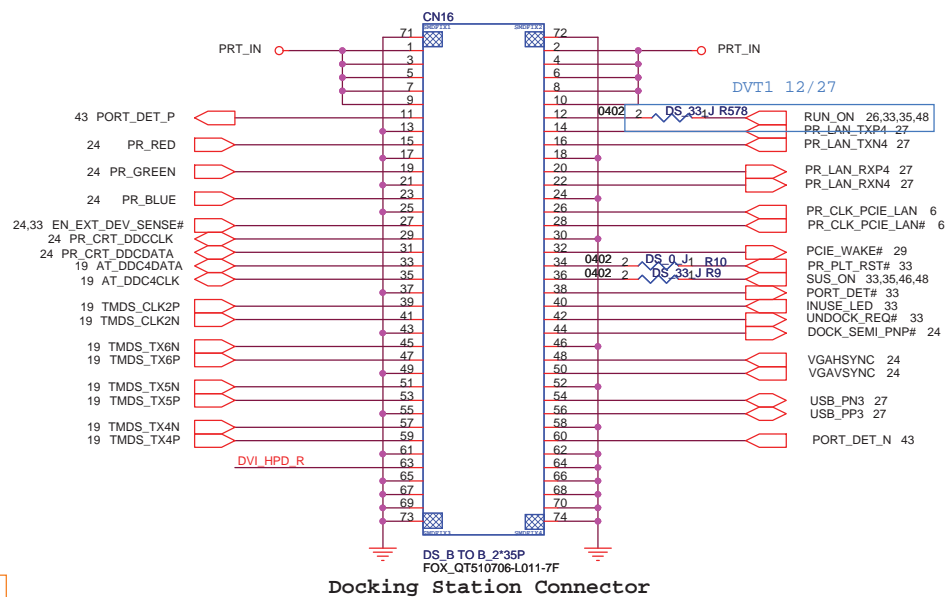 CN16
SMDFIX1
SMDFIX2
71
72
PRT_IN
1
2
PRT_IN
3
4
5
6
7
8
DVT1 12/27
9
10
43 PORT_DET_P
11
12
0402 2 DS_33_J 1 R578
RUN_ON 26,33,35,48
13
14
PR_LAN_TXP4 27
24 PR_RED
15
16
PR_LAN_TXN4 27
17
18
24 PR_GREEN
19
20
PR_LAN_RXP4 27
21
22
PR_LAN_RXN4 27
24 PR_BLUE
23
24
25
26
PR_CLK_PCIE_LAN 6
24,33 EN_EXT_DEV_SENSE#
27
28
PR_CLK_PCIE_LAN# 6
24 PR_CRT_DDCCLK
29
30
24 PR_CRT_DDCDATA
31
32
PCIE_WAKE# 29
19 AT_DDC4DATA
33
34
0402 2 DS_0_J 1 R10
PR_PLT_RST# 33
19 AT_DDC4CLK
35
36
0402 2 DS_33_J 1 R9
SUS_ON 33,35,46,48
37
38
PORT_DET# 33
19 TMDS_CLK2P
39
40
INUSE_LED 33
19 TMDS_CLK2N
41
42
UNDOCK_REQ# 33
43
44
DOCK_SEMI_PNP# 24
19 TMDS_TX6N
45
46
19 TMDS_TX6P
47
48
VGAHSYNC 24
49
50
VGAVSYNC 24
19 TMDS_TX5N
51
52
19 TMDS_TX5P
53
54
USB_PN3 27
55
56
USB_PP3 27
19 TMDS_TX4N
57
58
19 TMDS_TX4P
59
60
PORT_DET_N 43
61
62
DVI_HPD_R
63
64
65
66
67
68
69
70
73
74
SMDFIX3
SMDFIX4
DS_B TO B_2*35P
FOX_QT510706-L011-7F
Docking Station Connector